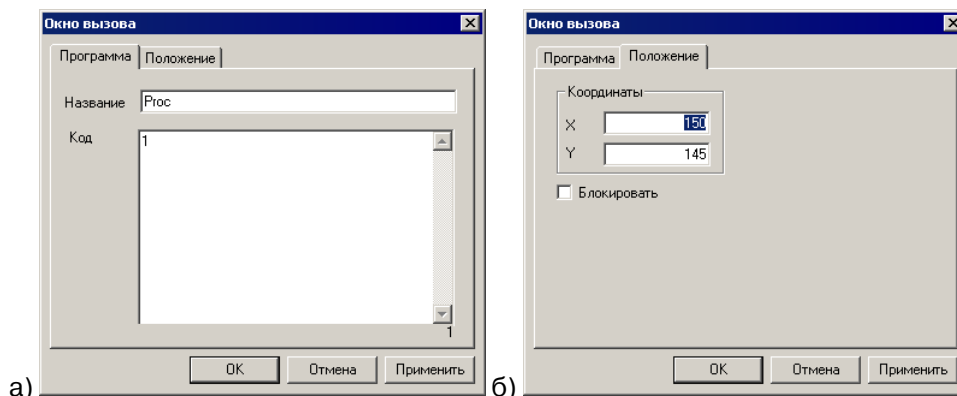 Окно вызова
Программа Положение
Название Proc
Код 1
1
OK Отмена Применить
а)
Окно вызова
Программа Положение
Координаты
X 150
Y 145
Блокировать
OK Отмена Применить
б)